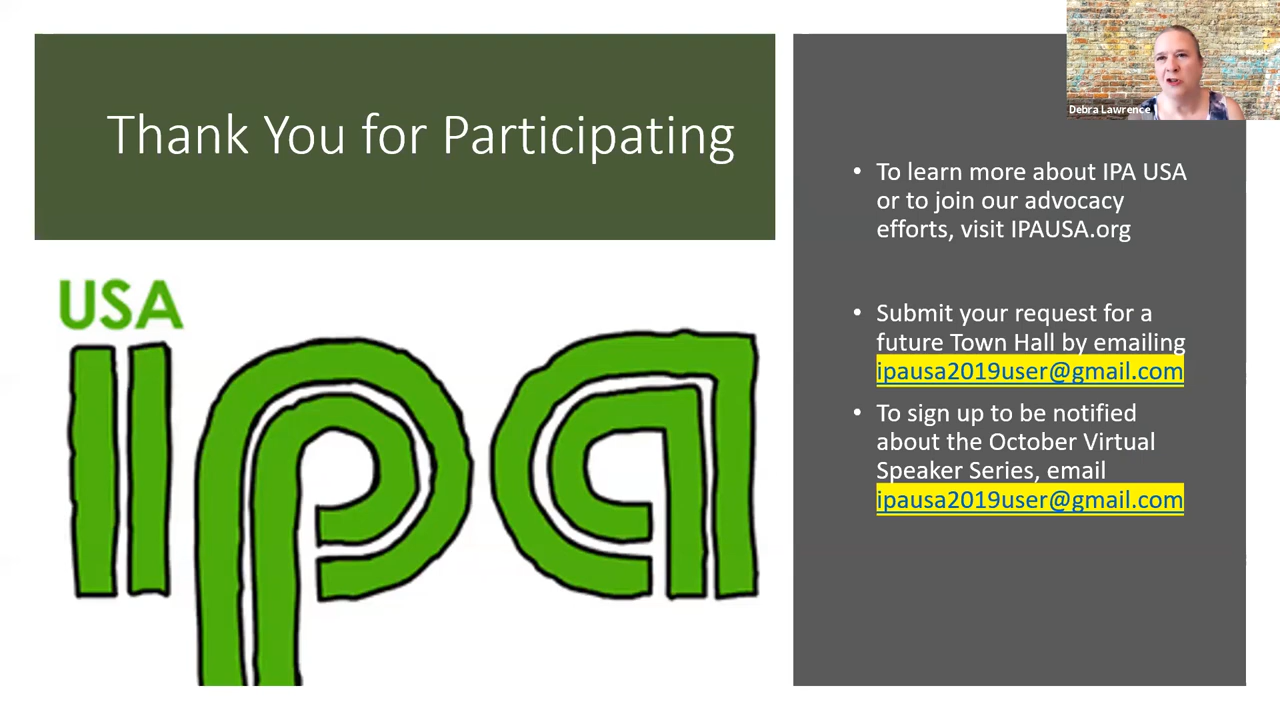 Thank You for Participating
USA
ipa
Debra Lawrence
• To learn more about IPA USA
or to join our advocacy
efforts, visit IPAUSA.org
• Submit your request for a
future Town Hall by emailing
ipausa2019user@gmail.com
• To sign up to be notified
about the October Virtual
Speaker Series, email
ipausa2019user@gmail.com